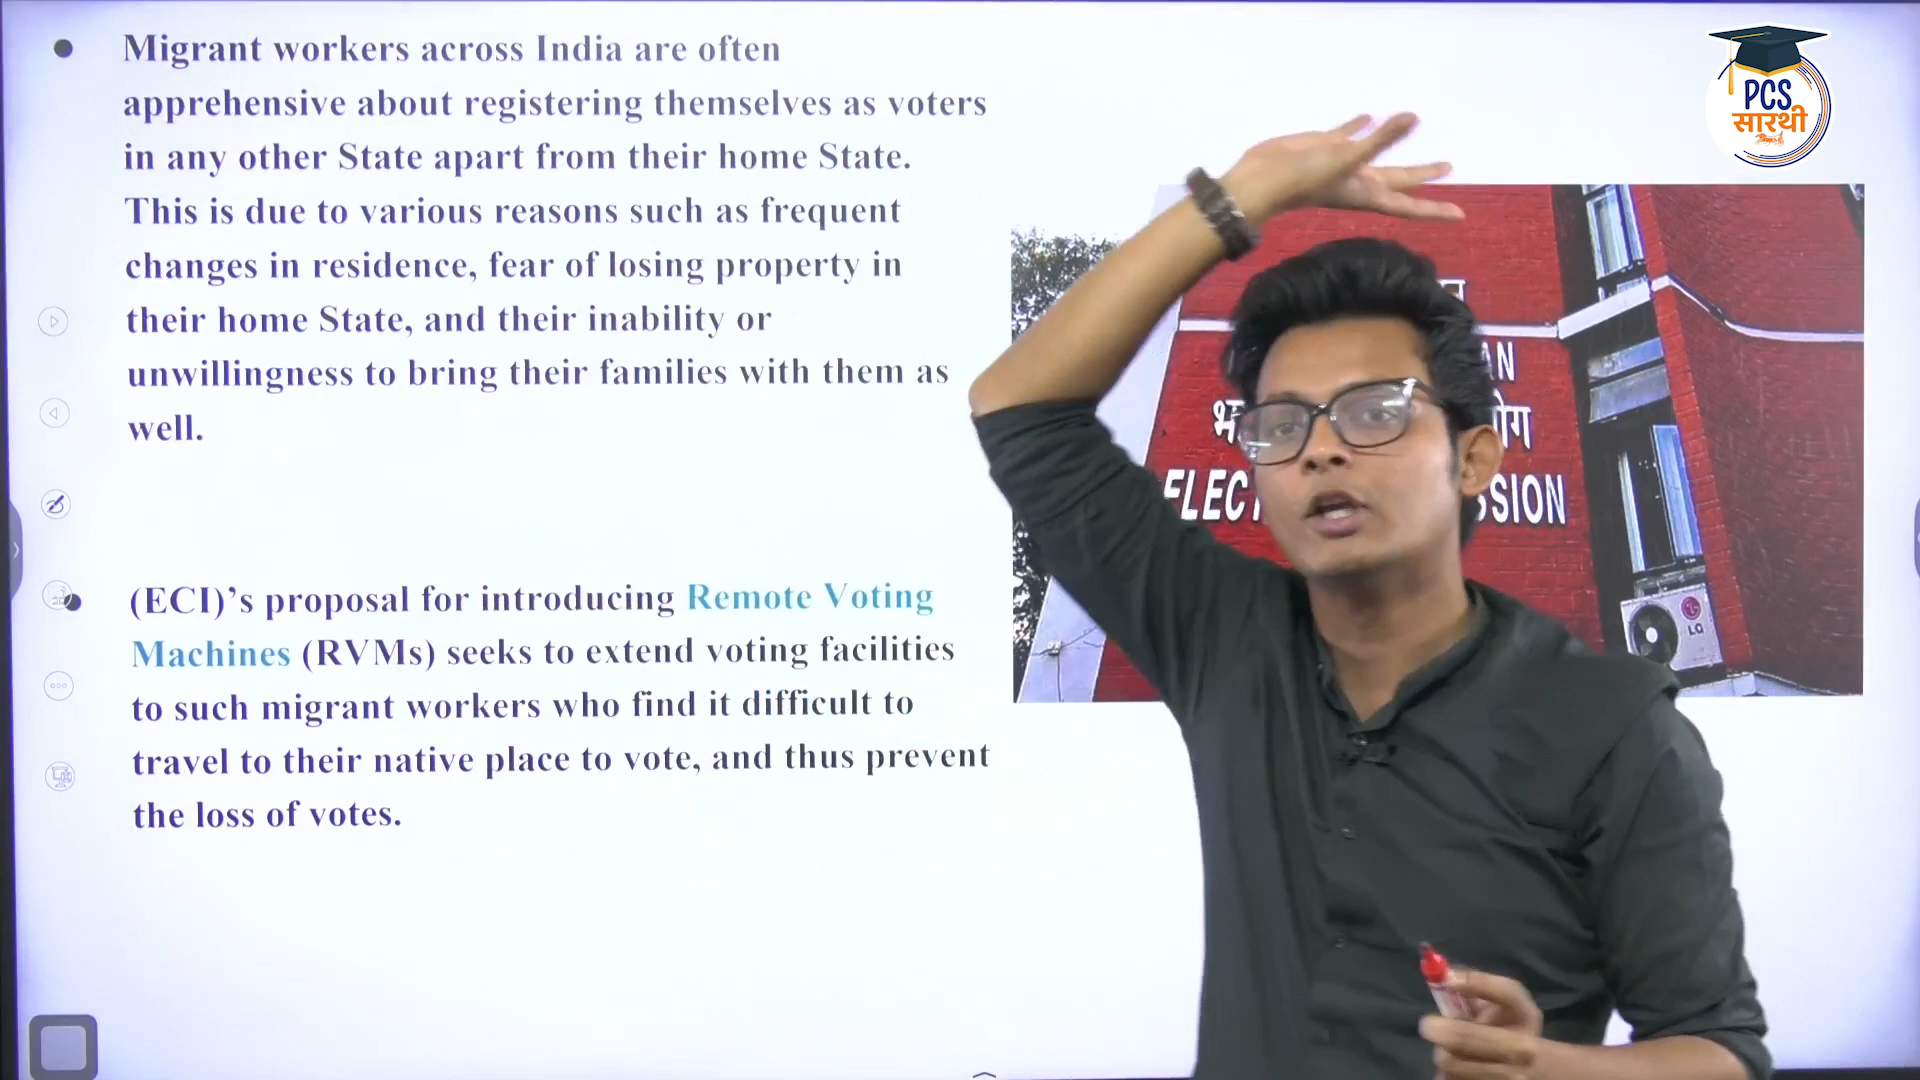 Migrant workers across India are often
apprehensive about registering themselves as voters
in any other State apart from their home State.
This is due to various reasons such as frequent
changes in residence, fear of losing property in
their home State, and their inability or
unwillingness to bring their families with them as
well.
(ECI)'s proposal for introducing Remote Voting
Machines (RVMs) seeks to extend voting facilities
to such migrant workers who find it difficult to
travel to their native place to vote, and thus prevent
the loss of votes.
PCS
सारथी
LG